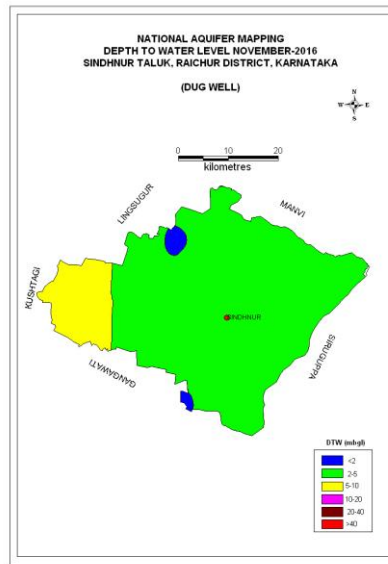 NATIONAL AQUIFER MAPPING
DEPTH TO WATER LEVEL NOVEMBER-2016
SINDHNUR TALUK, RAICHUR DISTRICT, KARNATAKA
(DUG WELL)
N
W E
S
0 10 20
kilometres
LINGSUGUR
MANVI
KUSHTAGI
SINDHNUR
SIRUGUPPA
GANGAWATI
DTW (mbgl)
<2
2-5
5-10
10-20
20-40
>40